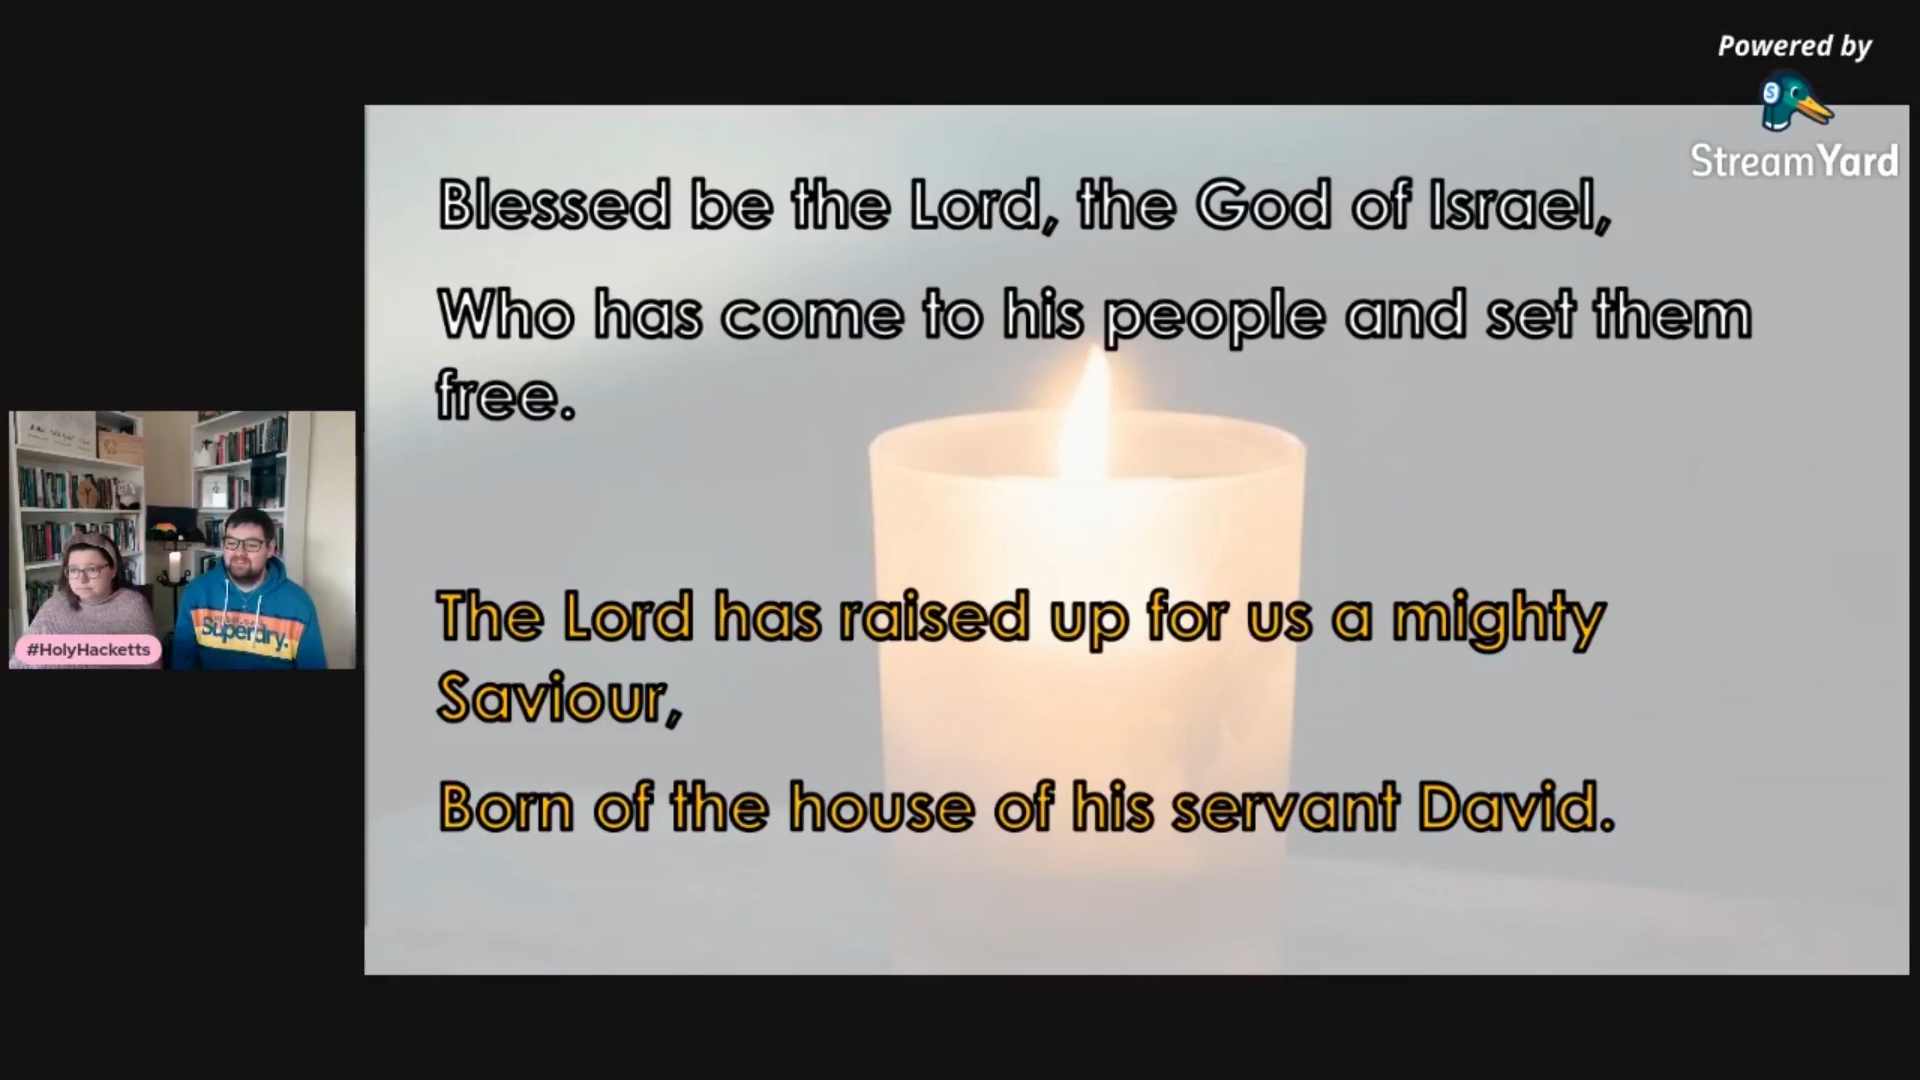 Powered by
StreamYard
Blessed be the Lord, the God of Israel,
Who has come to his people and set them
free.
The Lord has raised up for us a mighty
Saviour,
Born of the house of his servant David.
#HolyHacketts
Superdry.